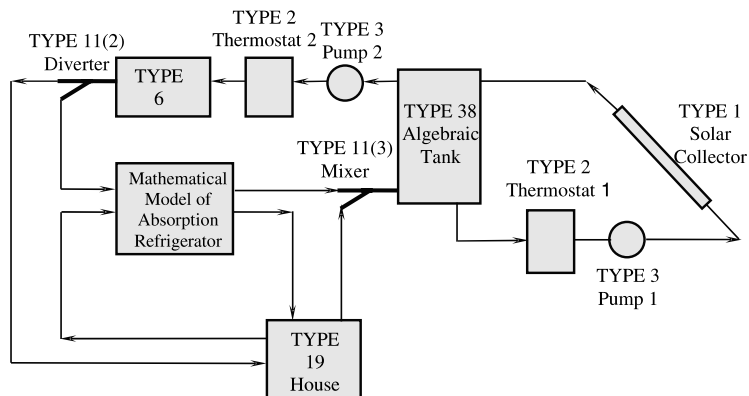 TYPE 11(2)
Diverter
TYPE
6
TYPE 2
Thermostat 2
TYPE 3
Pump 2
TYPE 38
Algebraic
Tank
TYPE 1
Solar
Collector
TYPE 11(3)
Mixer
Mathematical
Model of
Absorption
Refrigerator
TYPE 2
Thermostat 1
TYPE 3
Pump 1
TYPE
19
House